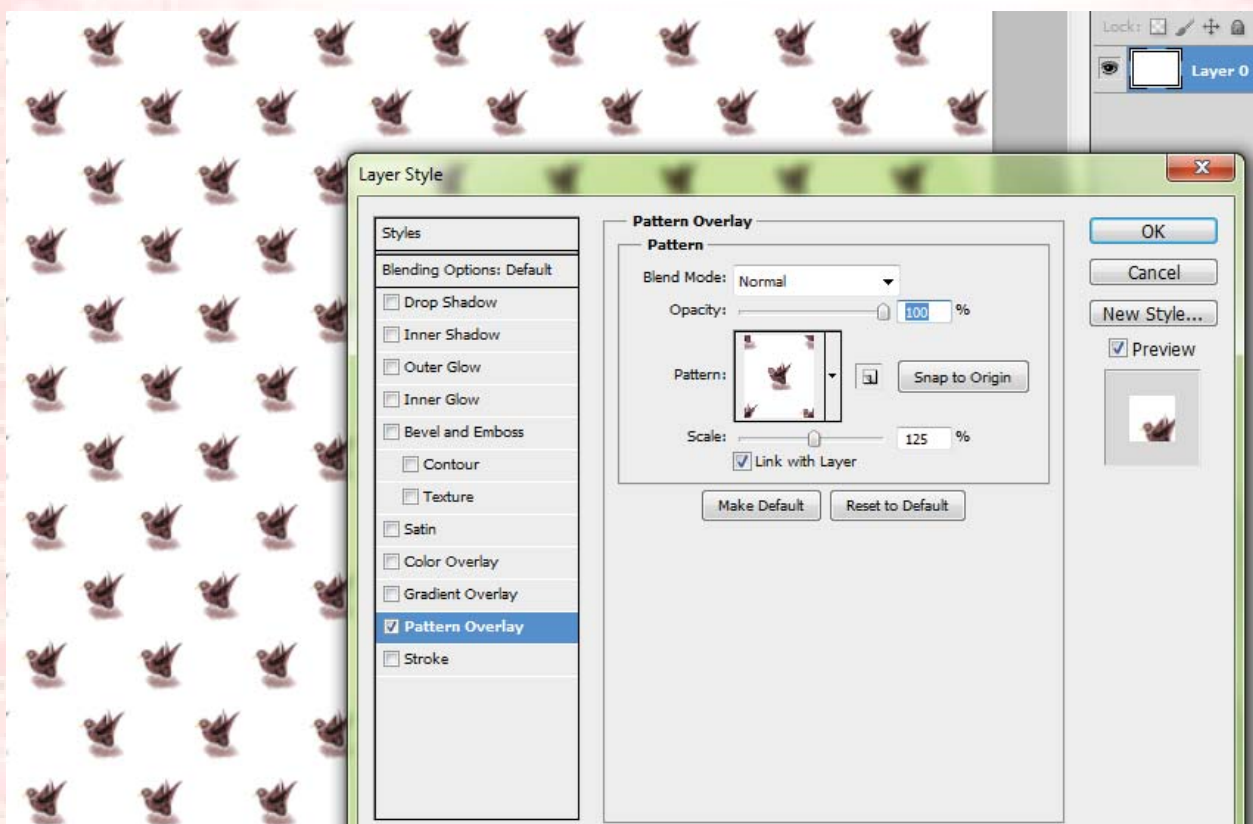 Lock:
Layer 0
Layer Style
Styles
Blending Options: Default
Drop Shadow
Inner Shadow
Outer Glow
Inner Glow
Bevel and Emboss
Contour
Texture
Satin
Color Overlay
Gradient Overlay
Pattern Overlay
Stroke
Pattern Overlay
Pattern
Blend Mode: Normal
Opacity: 100 %
Pattern: Snap to Origin
Scale: 125 %
Link with Layer
Make Default Reset to Default
OK
Cancel
New Style...
Preview